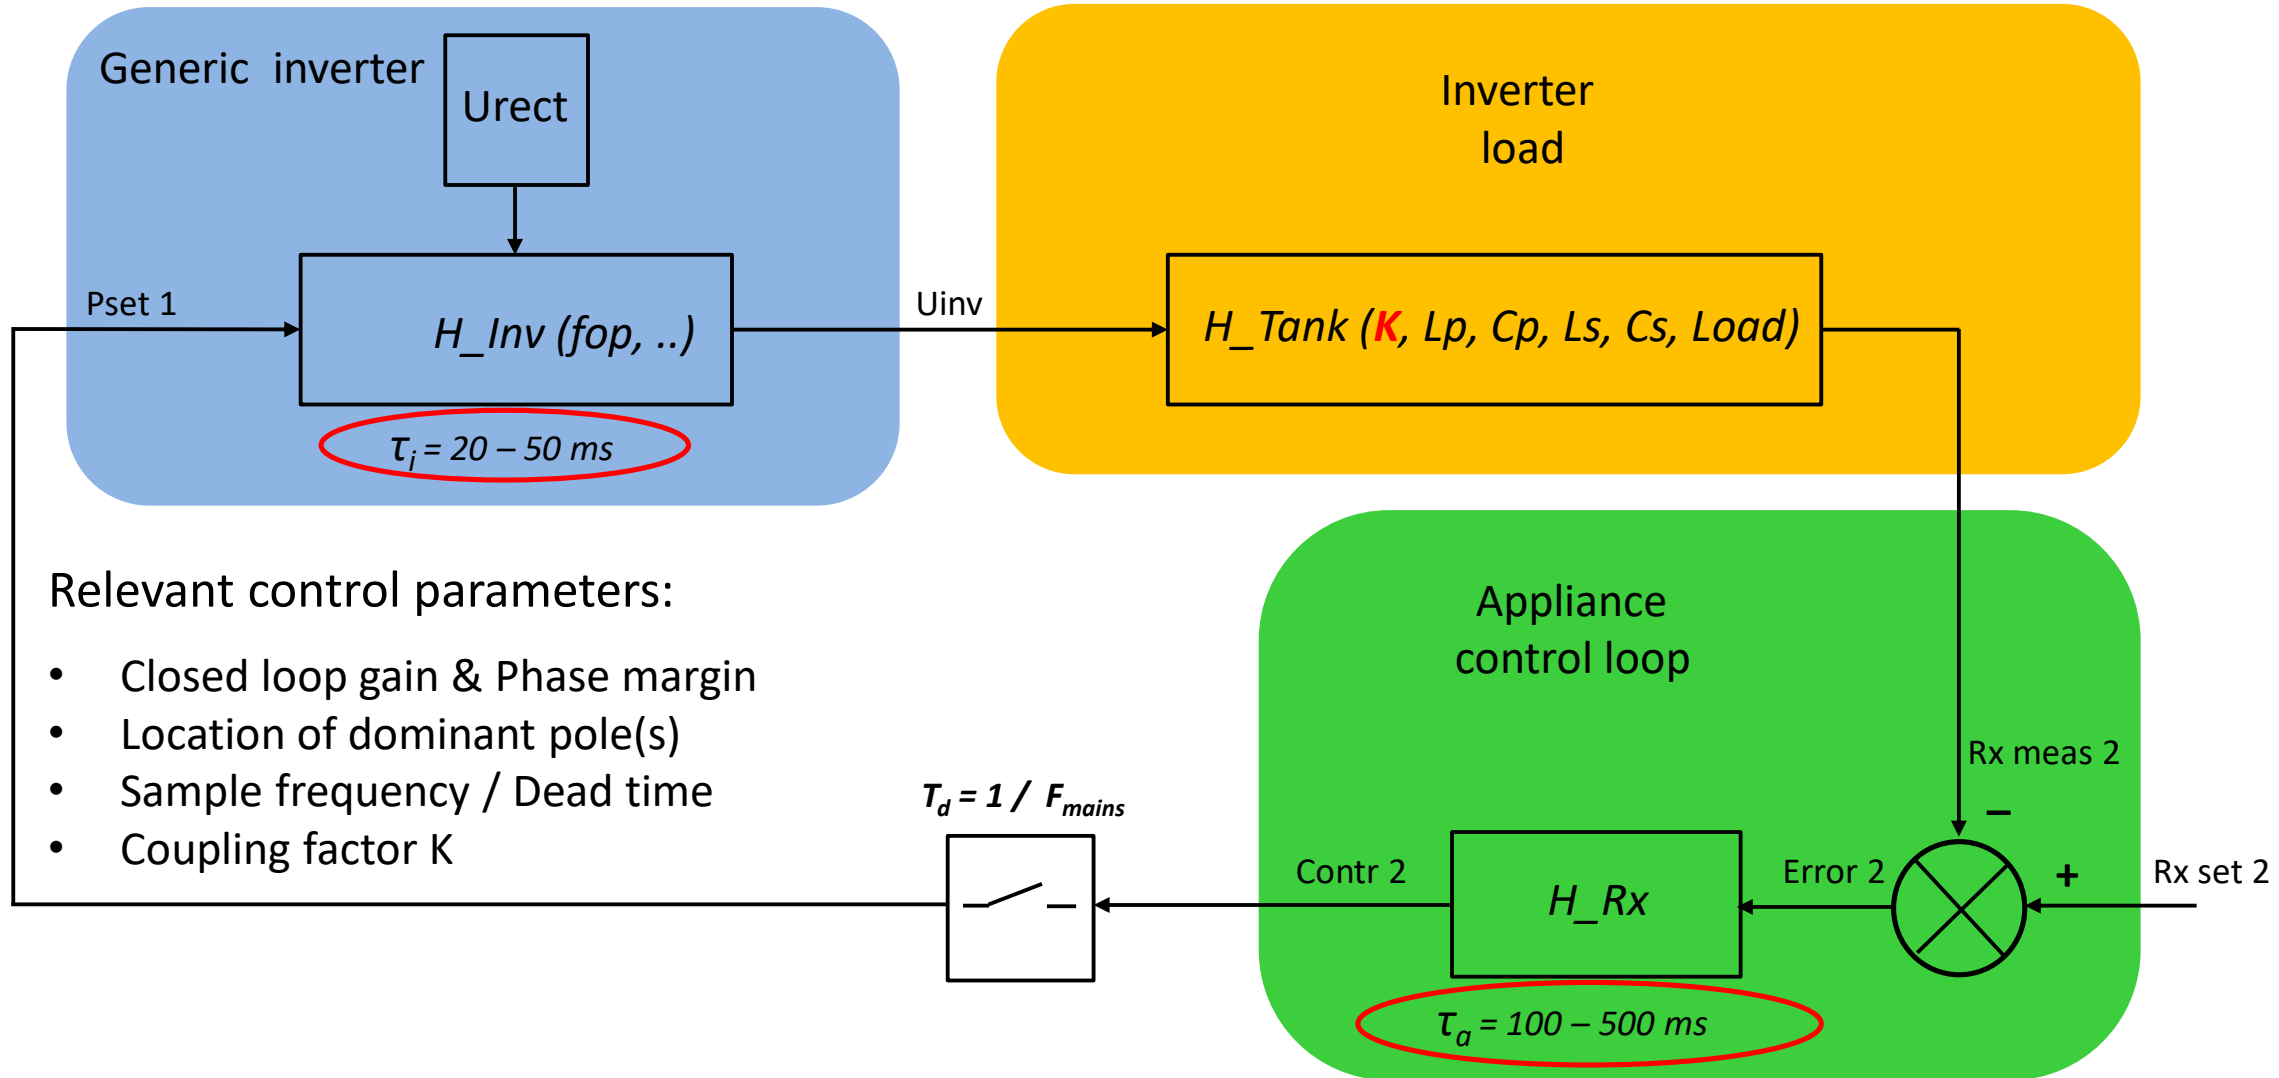 Generic inverter
Urect
Inverter
load
Pset 1
H_Inv (fop, ..)
Uinv
H_Tank (K, Lp, Cp, Ls, Cs, Load)
τi = 20 – 50 ms
Relevant control parameters:
• Closed loop gain & Phase margin
• Location of dominant pole(s)
• Sample frequency / Dead time
• Coupling factor K
Appliance
control loop
Rx meas 2
–
Td = 1 / Fmains
Contr 2
H_Rx
Error 2
+
Rx set 2
τa = 100 – 500 ms